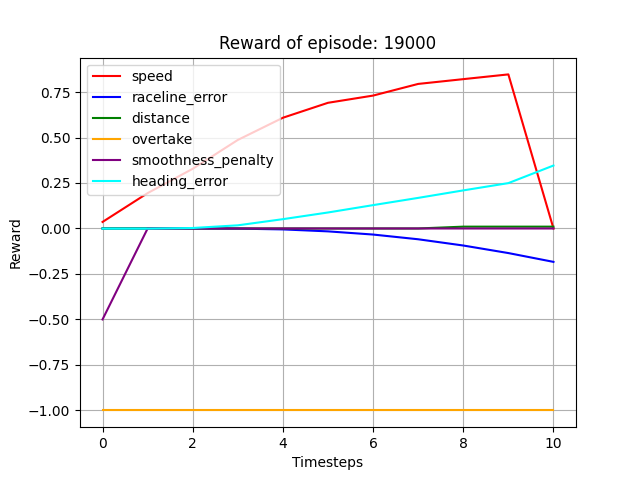 Reward of episode: 19000
speed
raceline_error
distance
overtake
smoothness_penalty
heading_error
0.75
0.50
0.25
0.00
−0.25
−0.50
−0.75
−1.00
Reward
0 2 4 6 8 10
Timesteps